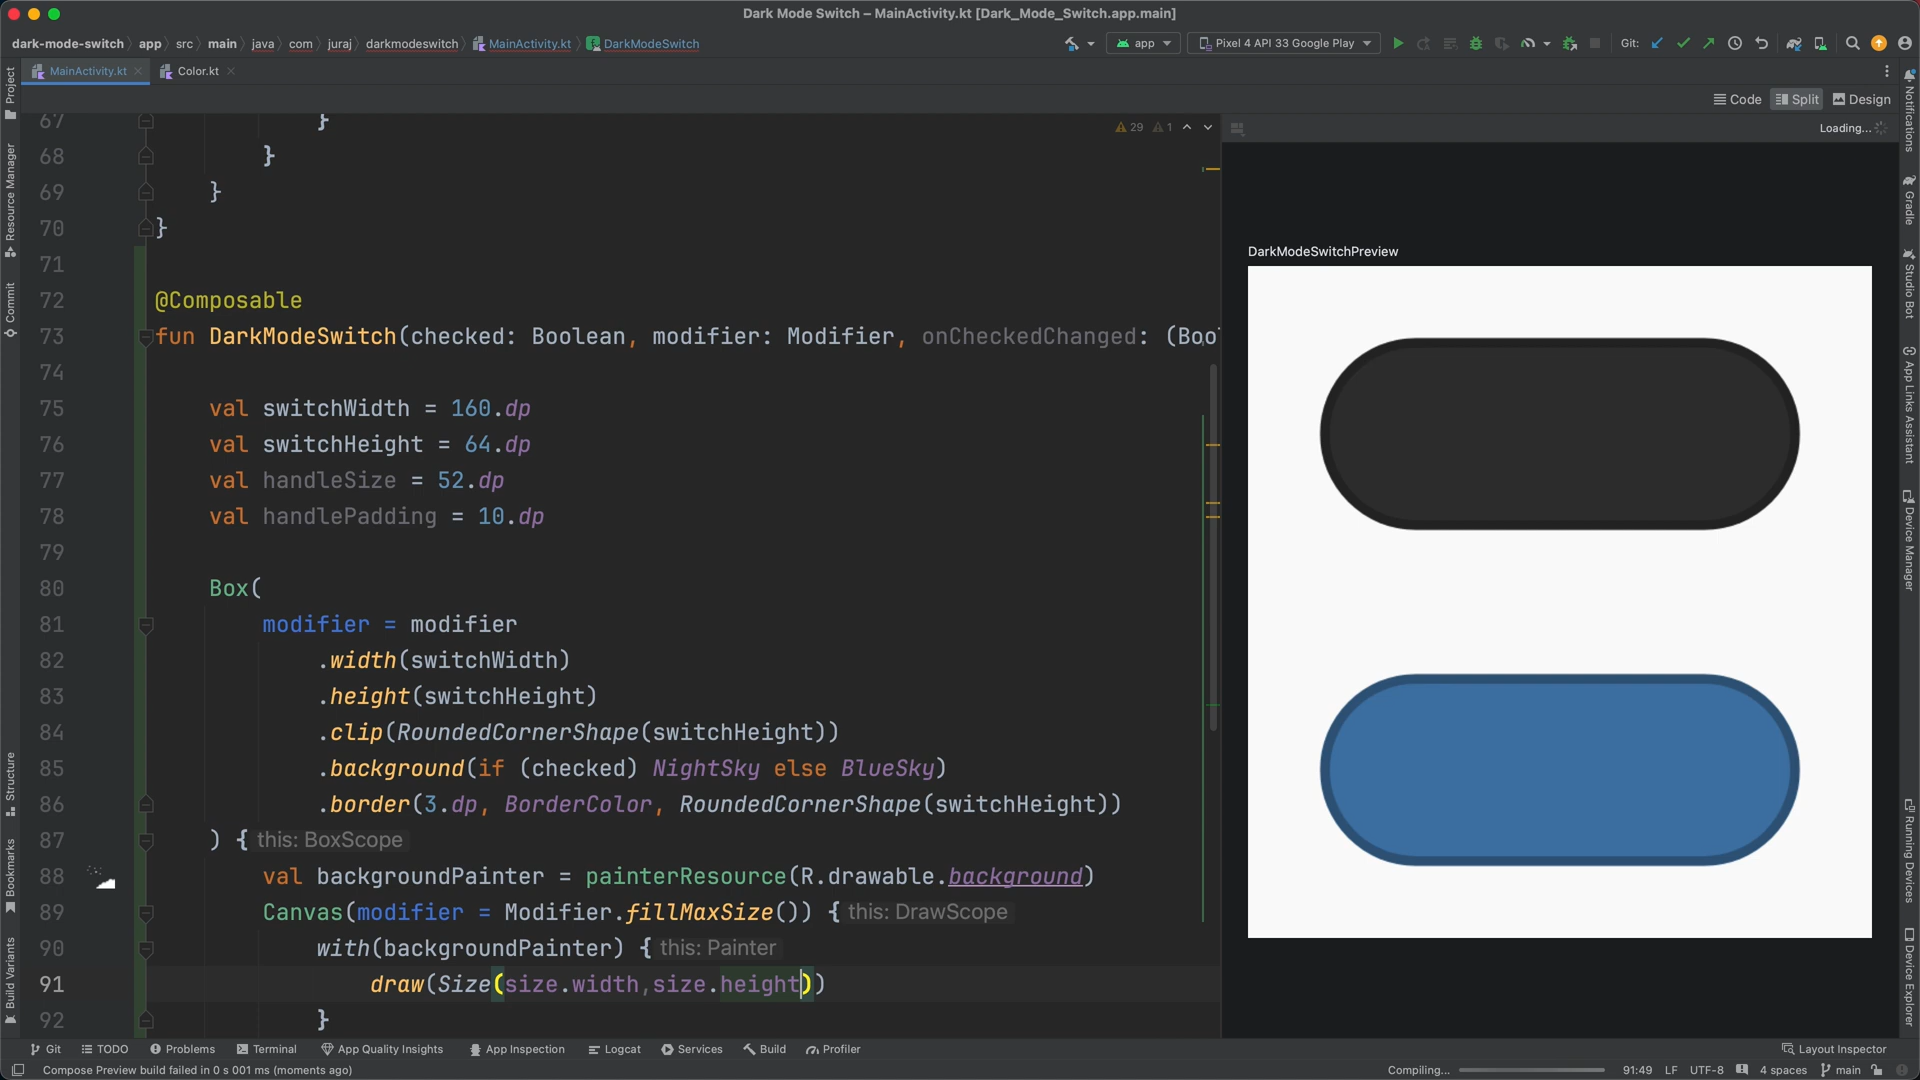 Dark Mode Switch – MainActivity.kt [Dark_Mode_Switch.app.main]
dark-mode-switch app src main java com juraj darkmodeswitch MainActivity.kt DarkModeSwitch
app Pixel 4 API 33 Google Play Git:
MainActivity.kt Color.kt
Code Split Design
29 1
Loading...
67 }
68 }
69 }
70 }
71
72 @Composable
73 fun DarkModeSwitch(checked: Boolean, modifier: Modifier, onCheckedChanged: (Boo
74
75 val switchWidth = 160.dp
76 val switchHeight = 64.dp
77 val handleSize = 52.dp
78 val handlePadding = 10.dp
79
80 Box(
81 modifier = modifier
82 .width(switchWidth)
83 .height(switchHeight)
84 .clip(RoundedCornerShape(switchHeight))
85 .background(if (checked) NightSky else BlueSky)
86 .border(3.dp, BorderColor, RoundedCornerShape(switchHeight))
87 ) { this: BoxScope
88 val backgroundPainter = painterResource(R.drawable.background)
89 Canvas(modifier = Modifier.fillMaxSize()) { this: DrawScope
90 with(backgroundPainter) { this: Painter
91 draw(Size(size.width,size.height))
92 }
DarkModeSwitchPreview
Project
Resource Manager
Commit
Structure
Bookmarks
Build Variants
Notifications
Gradle
Studio Bot
App Links Assistant
Device Manager
Running Devices
Device Explorer
Git TODO Problems Terminal App Quality Insights App Inspection Logcat Services Build Profiler Layout Inspector
Compose Preview build failed in 0 s 001 ms (moments ago) Compiling... 91:49 LF UTF-8 4 spaces main